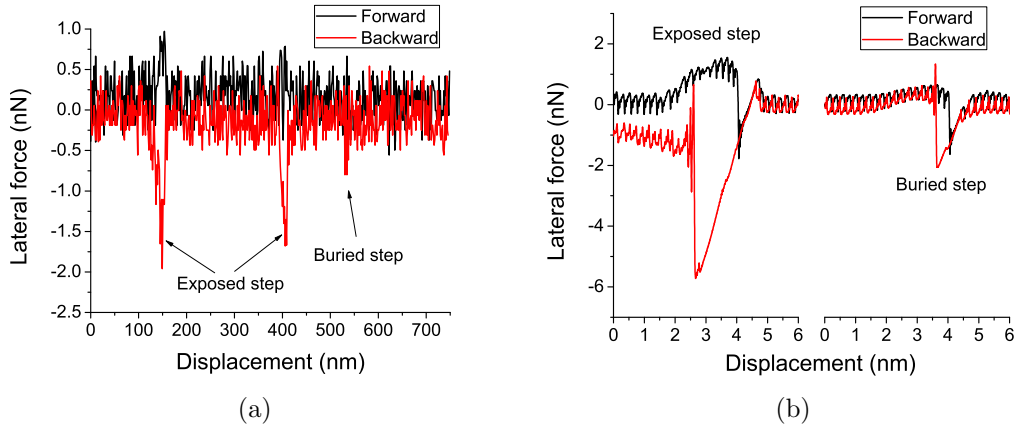 Forward
Backward
1.0
0.5
0.0
-0.5
-1.0
-1.5
-2.0
-2.5
Lateral force (nN)
Buried step
Exposed step
0 100 200 300 400 500 600 700
Displacement (nm)
(a)
Forward
Backward
Exposed step
2
0
-2
-4
-6
Lateral force (nN)
Buried step
0 1 2 3 4 5 6 0 1 2 3 4 5 6
Displacement (nm)
(b)